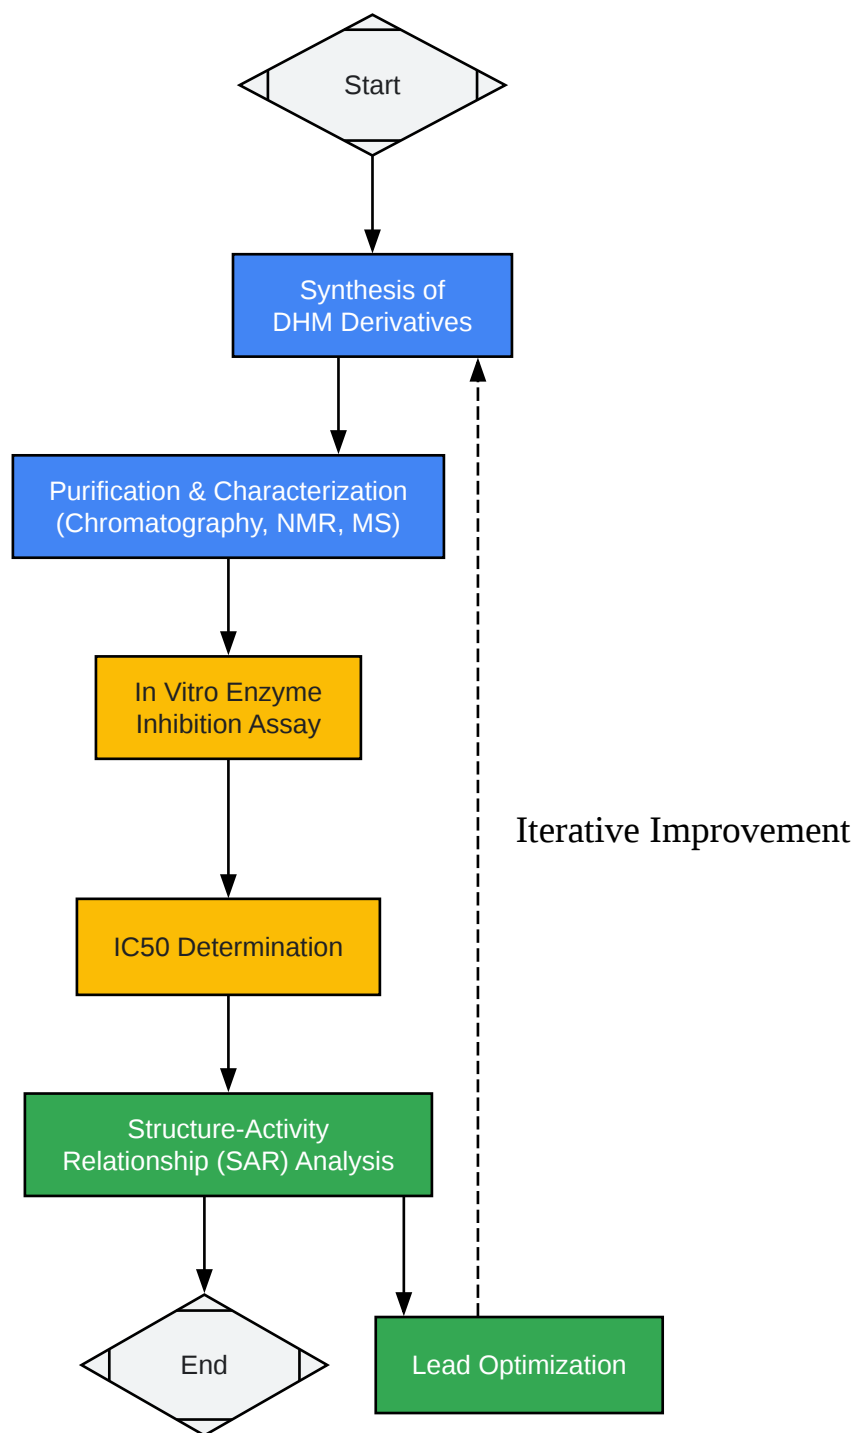 Start
Synthesis of
DHM Derivatives
Purification & Characterization
(Chromatography, NMR, MS)
In Vitro Enzyme
Inhibition Assay
Iterative Improvement
IC50 Determination
Structure-Activity
Relationship (SAR) Analysis
End
Lead Optimization